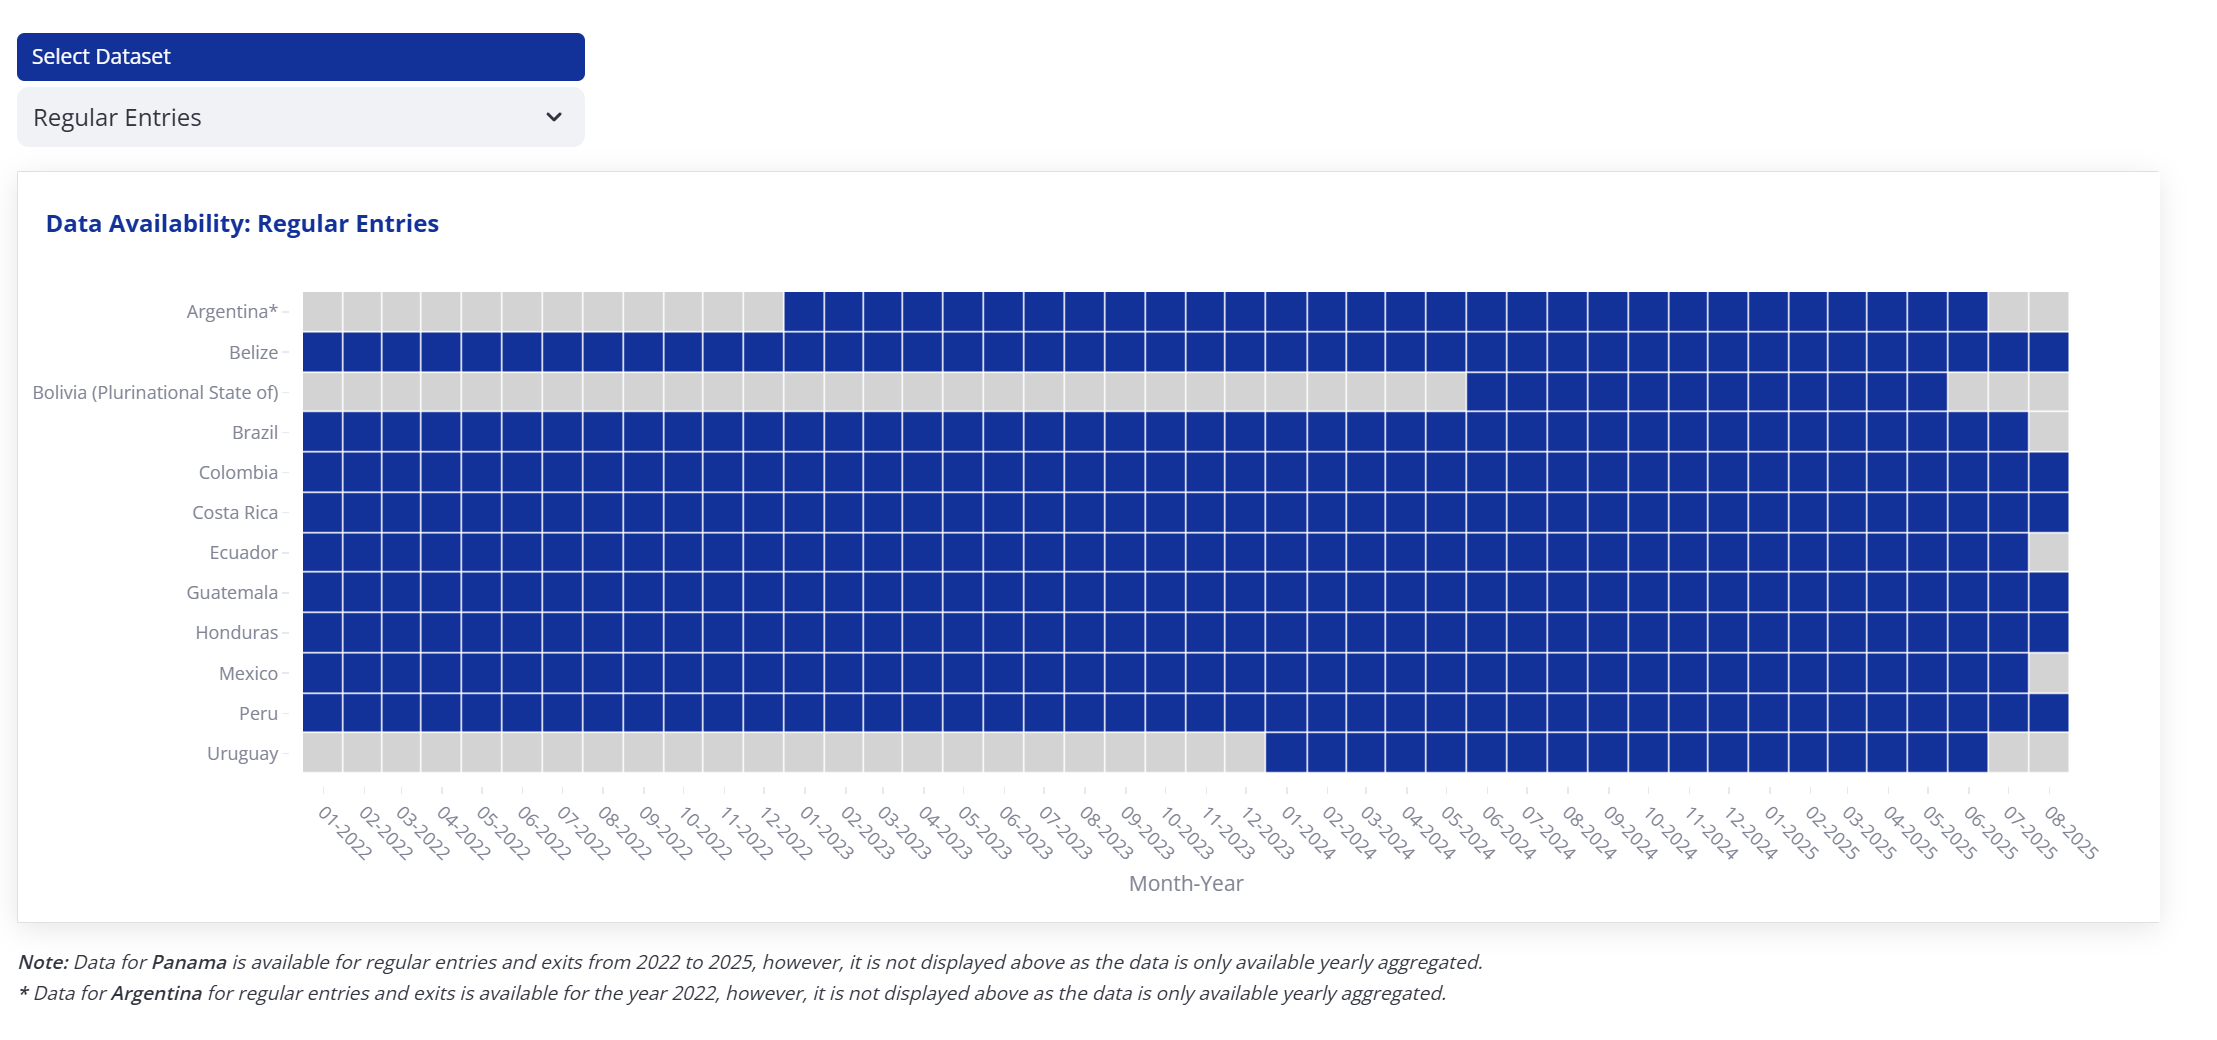 Select Dataset
Regular Entries
Data Availability: Regular Entries
Argentina*
Belize
Bolivia (Plurinational State of)
Brazil
Colombia
Costa Rica
Ecuador
Guatemala
Honduras
Mexico
Peru
Uruguay
01-2022
02-2022
03-2022
04-2022
05-2022
06-2022
07-2022
08-2022
09-2022
10-2022
11-2022
12-2022
01-2023
02-2023
03-2023
04-2023
05-2023
06-2023
07-2023
08-2023
09-2023
10-2023
11-2023
12-2023
01-2024
02-2024
03-2024
04-2024
05-2024
06-2024
07-2024
08-2024
09-2024
10-2024
11-2024
12-2024
01-2025
02-2025
03-2025
04-2025
05-2025
06-2025
07-2025
08-2025
Month-Year
Note: Data for Panama is available for regular entries and exits from 2022 to 2025, however, it is not displayed above as the data is only available yearly aggregated.
* Data for Argentina for regular entries and exits is available for the year 2022, however, it is not displayed above as the data is only available yearly aggregated.